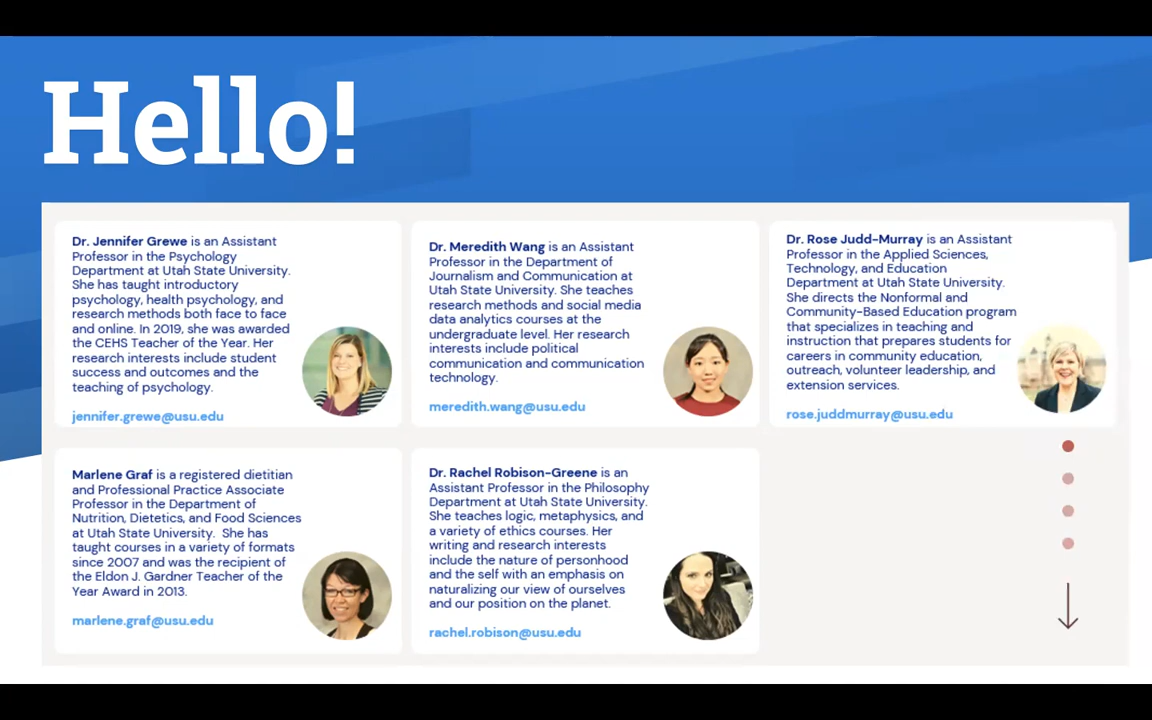 Hello!
Dr. Jennifer Grewe is an Assistant
Professor in the Psychology
Department at Utah State University.
She has taught introductory
psychology, health psychology, and
research methods both face to face
and online. In 2019, she was awarded
the CEHS Teacher of the Year. Her
research interests include student
success and outcomes and the
teaching of psychology.
jennifer.grewe@usu.edu
Dr. Meredith Wang is an Assistant
Professor in the Department of
Journalism and Communication at
Utah State University. She teaches
research methods and social media
data analytics courses at the
undergraduate level. Her research
interests include political
communication and communication
technology.
meredith.wang@usu.edu
Dr. Rose Judd-Murray is an Assistant
Professor in the Applied Sciences,
Technology, and Education
Department at Utah State University.
She directs the Nonformal and
Community-Based Education program
that specializes in teaching and
instruction that prepares students for
careers in community education,
outreach, volunteer leadership, and
extension services.
rose.juddmurray@usu.edu
Marlene Graf is a registered dietitian
and Professional Practice Associate
Professor in the Department of
Nutrition, Dietetics, and Food Sciences
at Utah State University. She has
taught courses in a variety of formats
since 2007 and was the recipient of
the Eldon J. Gardner Teacher of the
Year Award in 2013.
marlene.graf@usu.edu
Dr. Rachel Robison-Greene is an
Assistant Professor in the Philosophy
Department at Utah State University.
She teaches logic, metaphysics, and
a variety of ethics courses. Her
writing and research interests
include the nature of personhood
and the self with an emphasis on
naturalizing our view of ourselves
and our position on the planet.
rachel.robison@usu.edu